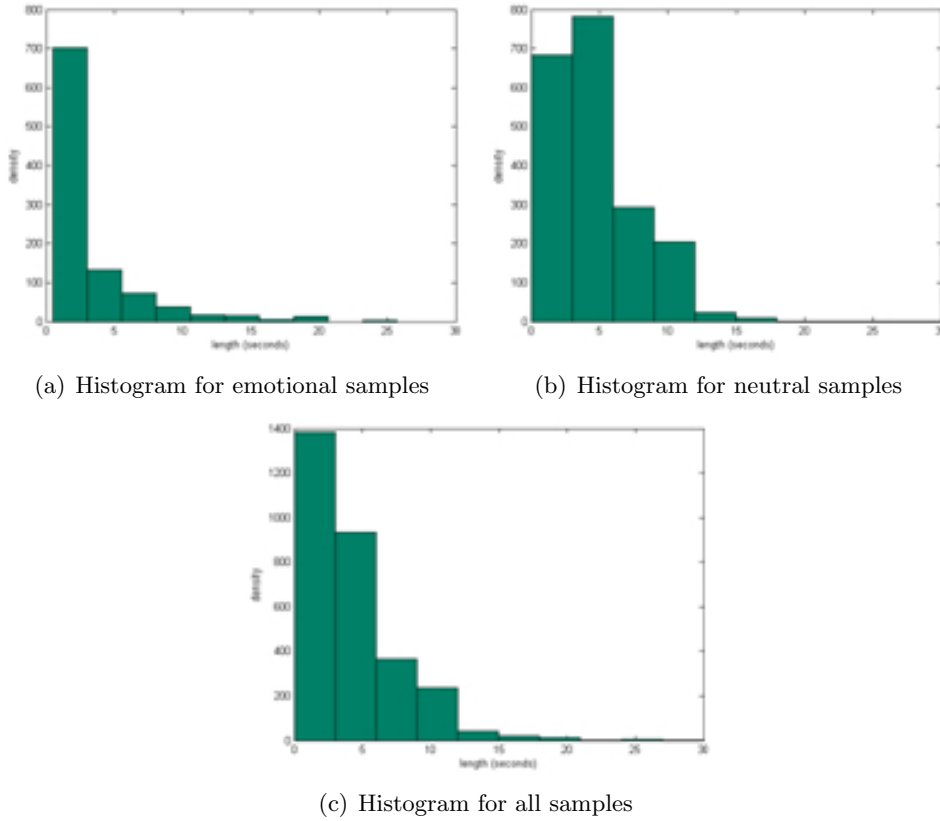 800
700
600
500
400
300
200
100
0
density
0 5 10 15 20 25 30
length (seconds)
(a) Histogram for emotional samples
800
700
600
500
400
300
200
100
0
density
0 5 10 15 20 25 30
length (seconds)
(b) Histogram for neutral samples
1400
1200
1000
800
600
400
200
0
density
0 5 10 15 20 25 30
length (seconds)
(c) Histogram for all samples